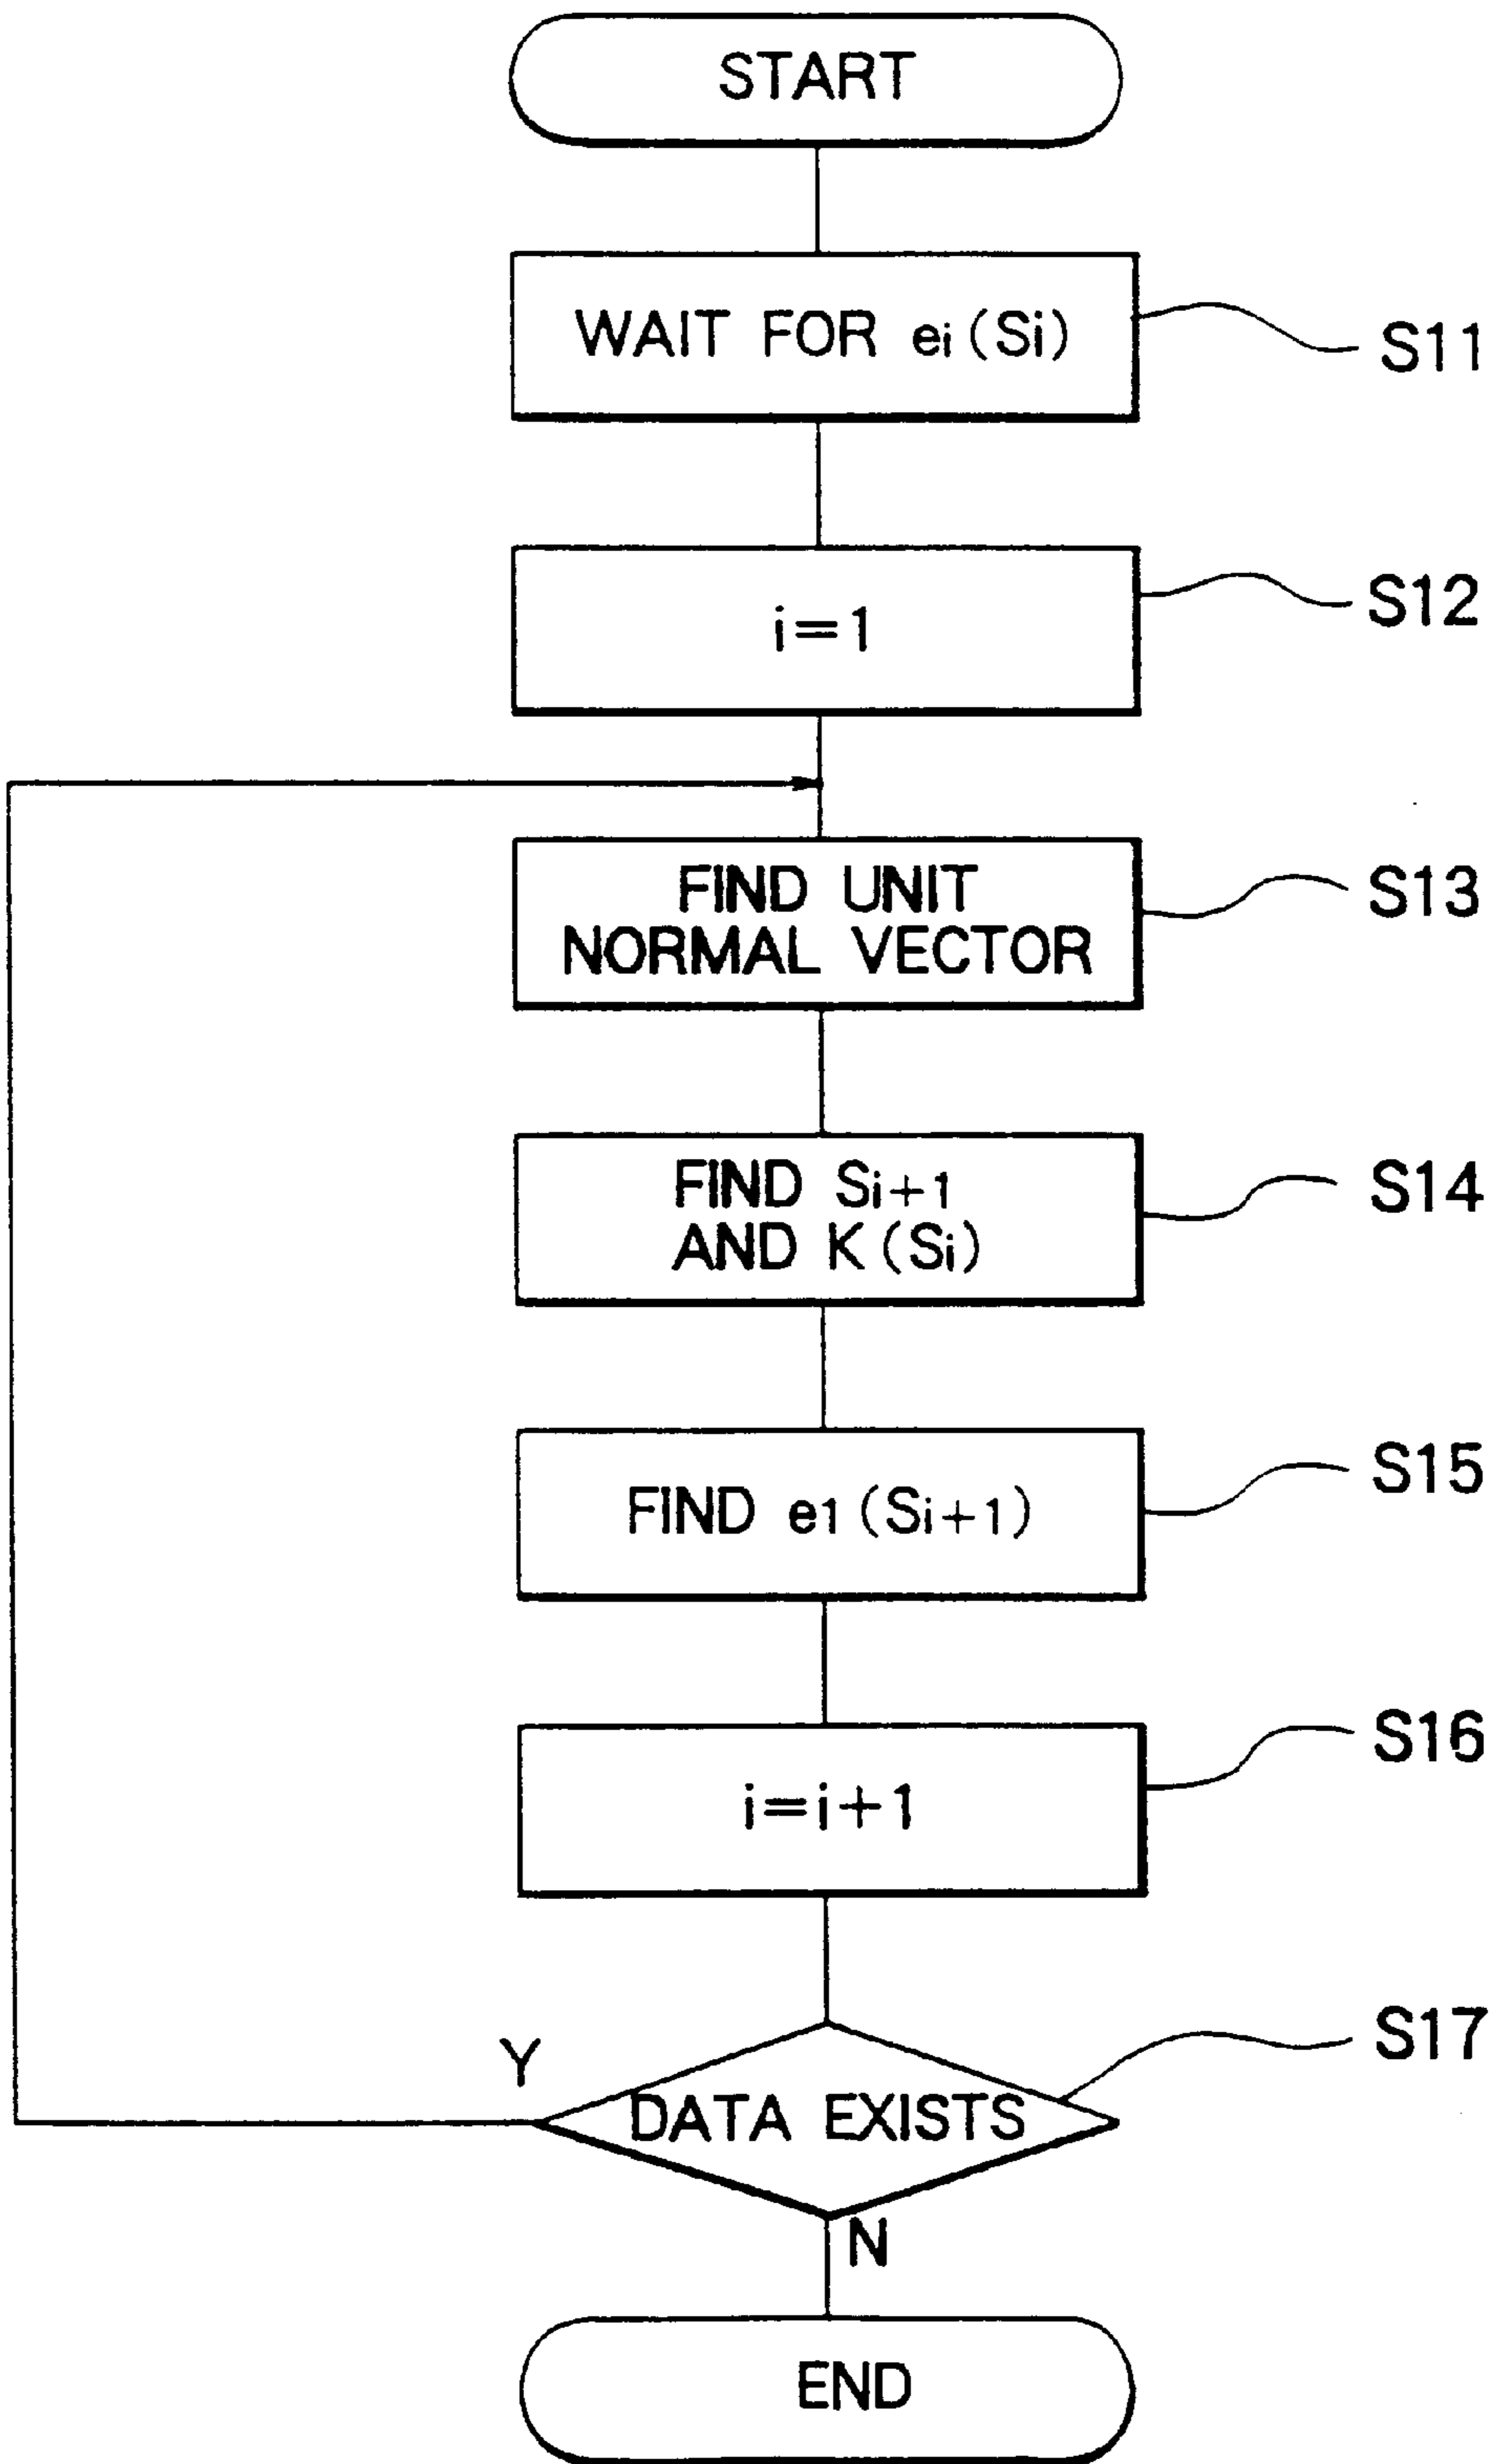 START
WAIT FOR ei(Si)
S11
i=1
S12
FIND UNIT
NORMAL VECTOR
S13
FIND Si+1
AND K(Si)
S14
FIND e1(Si+1)
S15
i=i+1
S16
DATA EXISTS
S17
Y
N
END